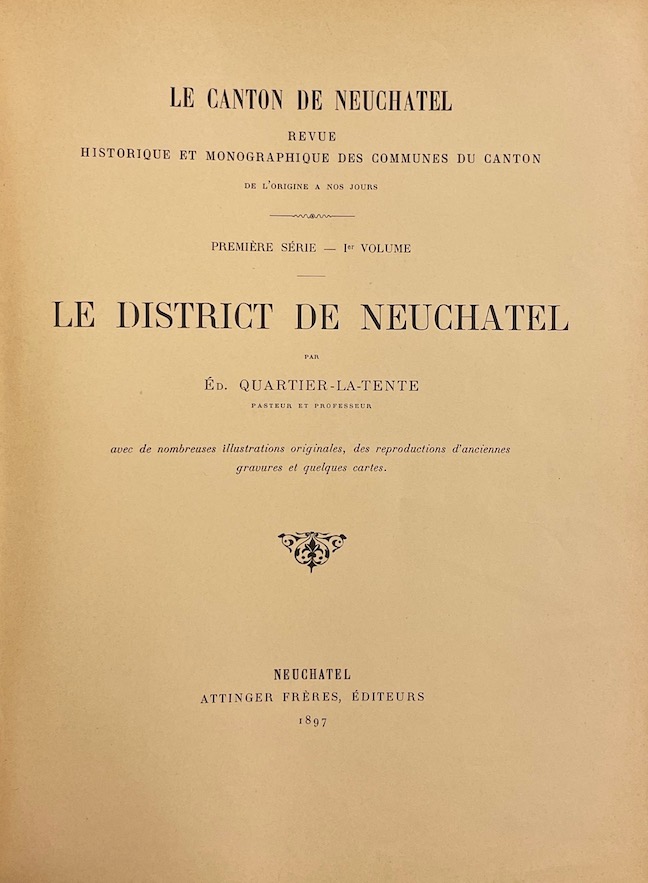 LE CANTON DE NEUCHATEL
REVUE
HISTORIQUE ET MONOGRAPHIQUE DES COMMUNES DU CANTON
DE L'ORIGINE A NOS JOURS
PREMIÈRE SÉRIE — Ier VOLUME
LE DISTRICT DE NEUCHATEL
PAR
ÉD. QUARTIER-LA-TENTE
PASTEUR ET PROFESSEUR
avec de nombreuses illustrations originales, des reproductions d'anciennes
gravures et quelques cartes.
NEUCHATEL
ATTINGER FRÈRES, ÉDITEURS
1897